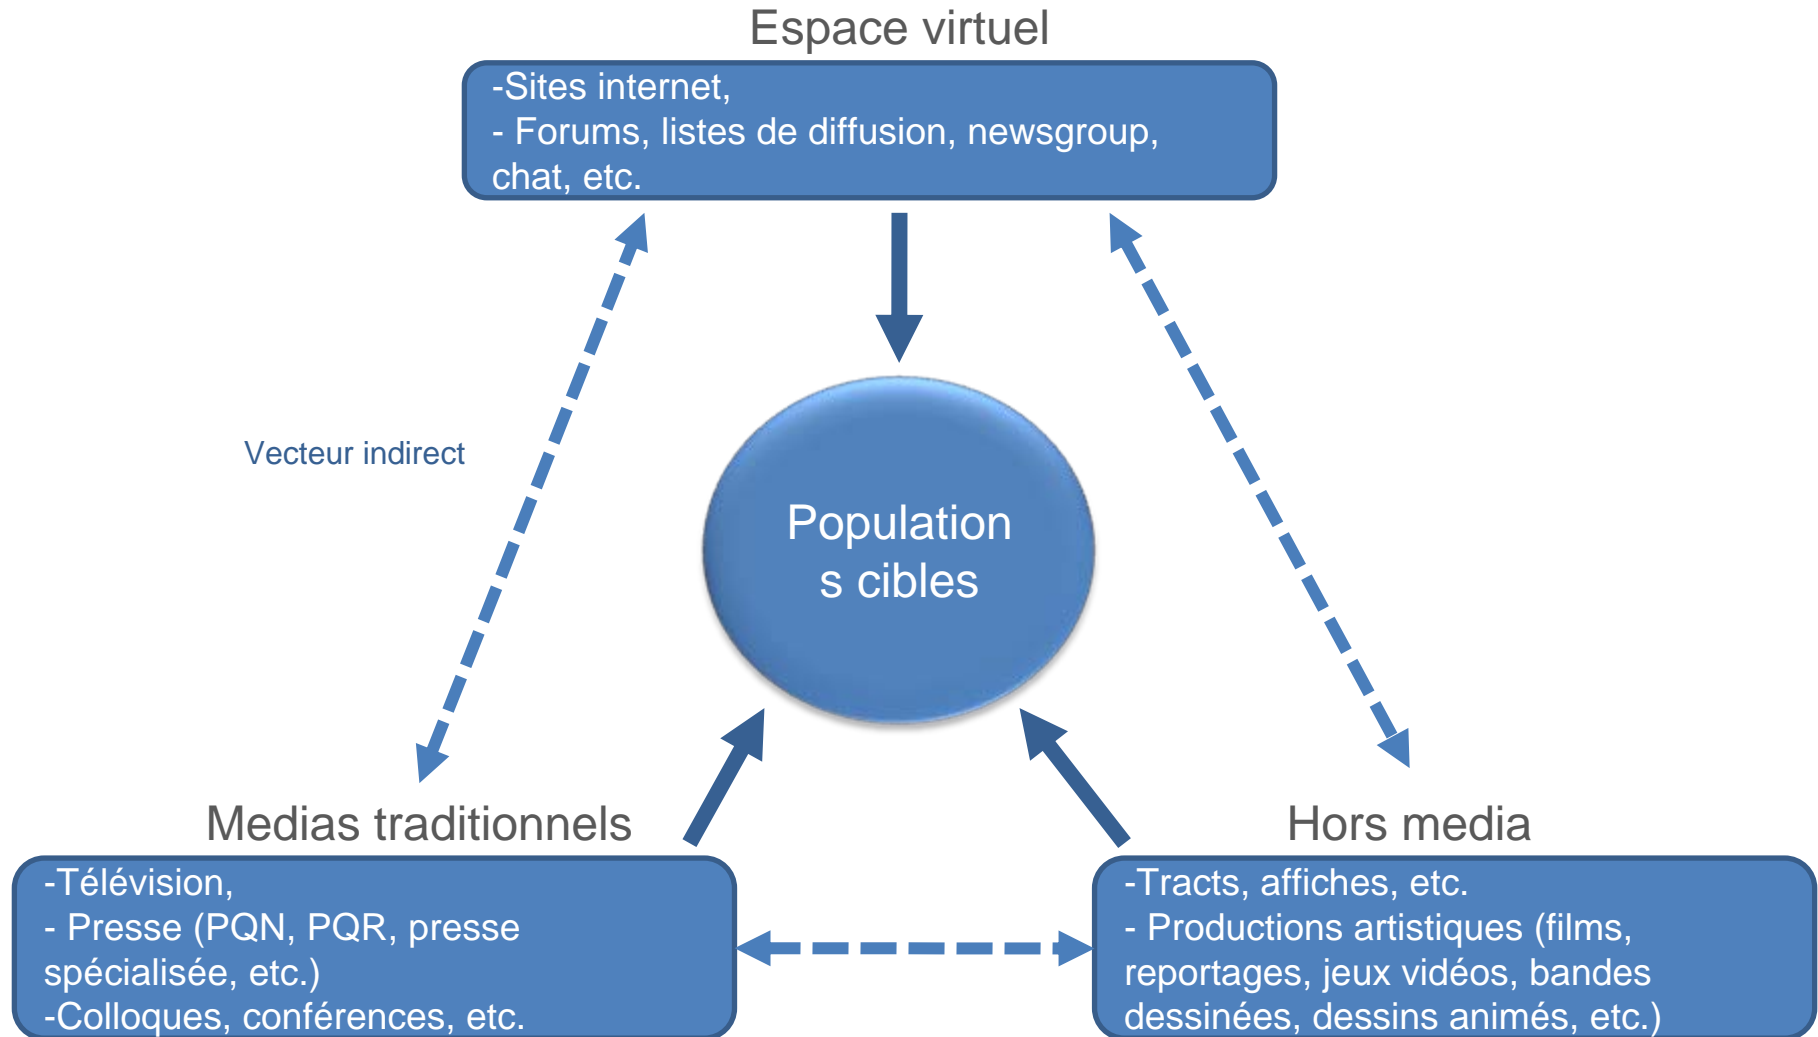 Espace virtuel
-Sites internet,
- Forums, listes de diffusion, newsgroup,
chat, etc.
Vecteur indirect
Population
s cibles
Medias traditionnels
-Télévision,
- Presse (PQN, PQR, presse
spécialisée, etc.)
-Colloques, conférences, etc.
Hors media
-Tracts, affiches, etc.
- Productions artistiques (films,
reportages, jeux vidéos, bandes
dessinées, dessins animés, etc.)